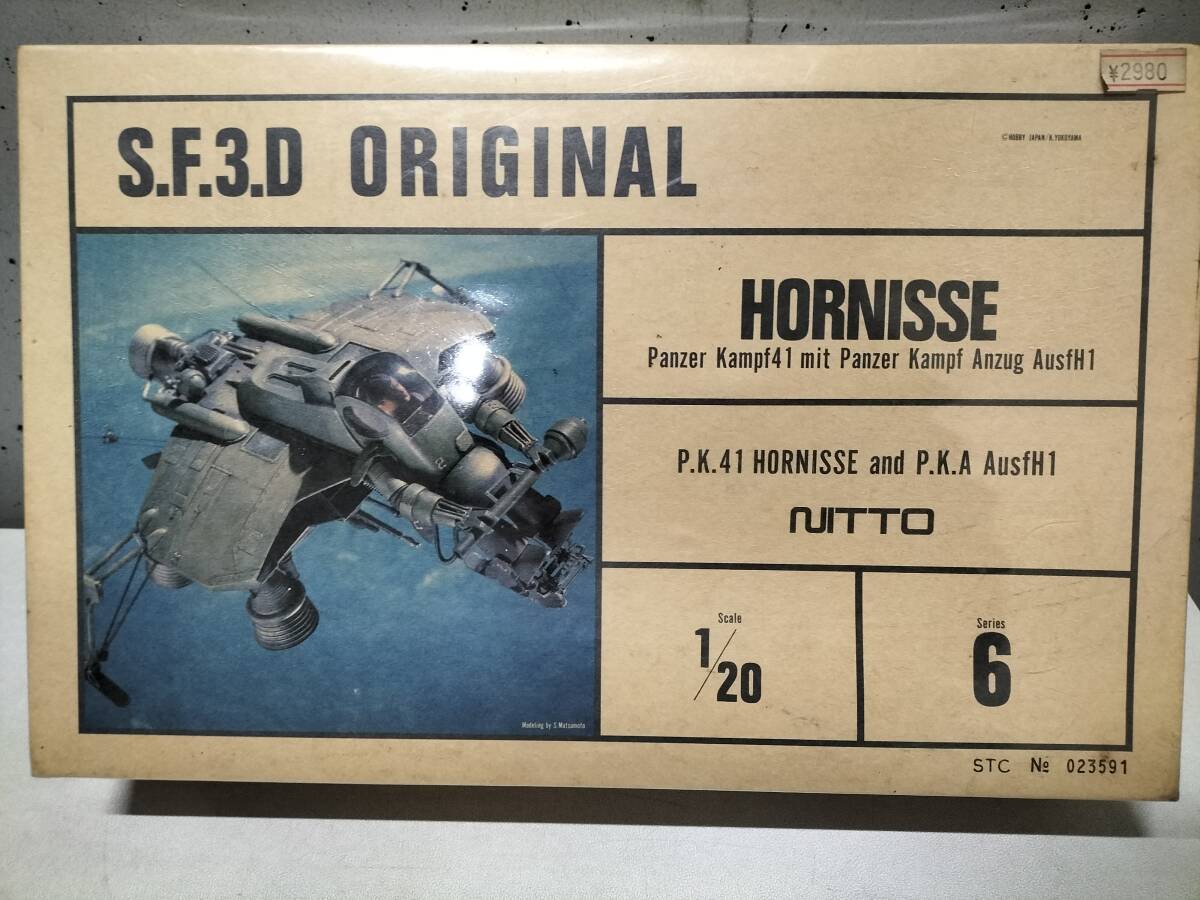 ¥2980
S.F.3.D ORIGINAL
© HOBBY JAPAN/K.YOKOYAMA
HORNISSE
Panzer Kampf41 mit Panzer Kampf Anzug AusfH1
P.K.41 HORNISSE and P.K.A AusfH1
NITTO
Scale
1/20
Series
6
2
Modeling by S.Matsumoto
STC № 023591